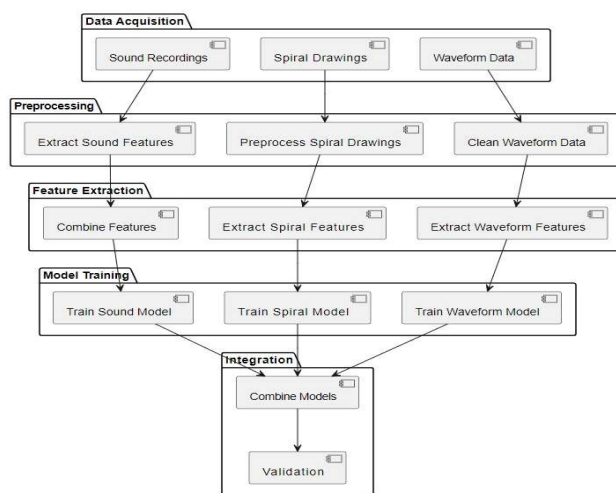 Data Acquisition
Sound Recordings
Spiral Drawings
Waveform Data
Preprocessing
Extract Sound Features
Preprocess Spiral Drawings
Clean Waveform Data
Feature Extraction
Combine Features
Extract Spiral Features
Extract Waveform Features
Model Training
Train Sound Model
Train Spiral Model
Train Waveform Model
Integration
Combine Models
Validation